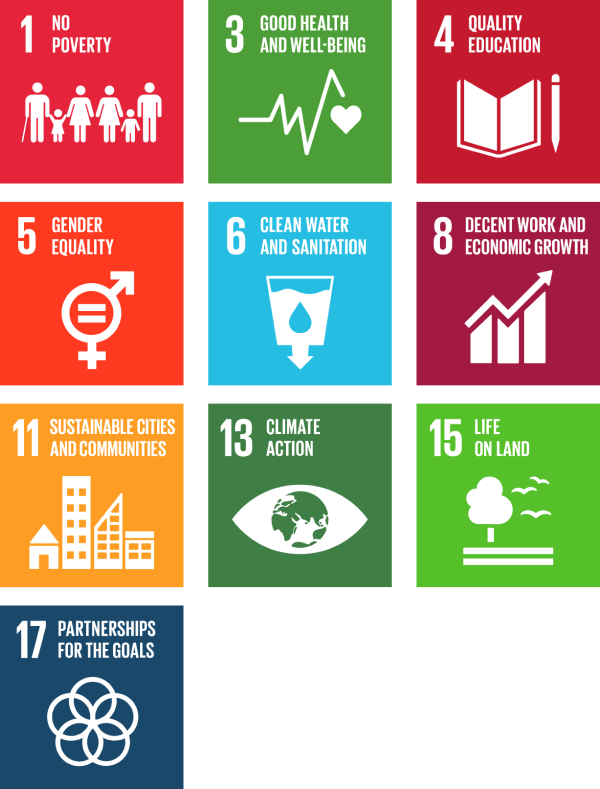 1 NO
POVERTY
3 GOOD HEALTH
AND WELL-BEING
4 QUALITY
EDUCATION
5 GENDER
EQUALITY
6 CLEAN WATER
AND SANITATION
8 DECENT WORK AND
ECONOMIC GROWTH
11 SUSTAINABLE CITIES
AND COMMUNITIES
13 CLIMATE
ACTION
15 LIFE
ON LAND
17 PARTNERSHIPS
FOR THE GOALS